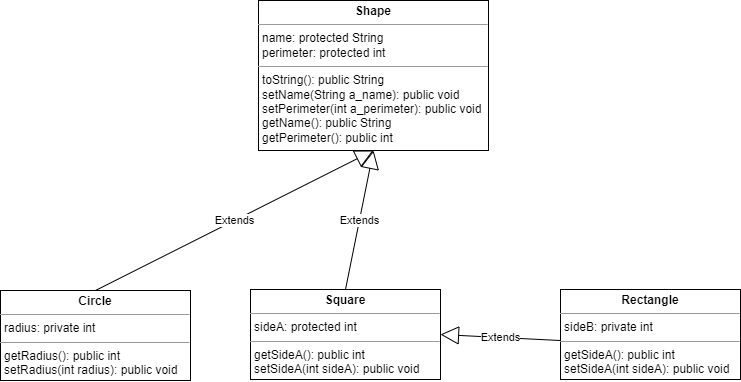 Shape
name: protected String
perimeter: protected int
toString(): public String
setName(String a_name): public void
setPerimeter(int a_perimeter): public void
getName(): public String
getPerimeter(): public int
Extends
Extends
Circle
radius: private int
getRadius(): public int
setRadius(int radius): public void
Square
sideA: protected int
getSideA(): public int
setSideA(int sideA): public void
Extends
Rectangle
sideB: private int
getSideA(): public int
setSideA(int sideA): public void